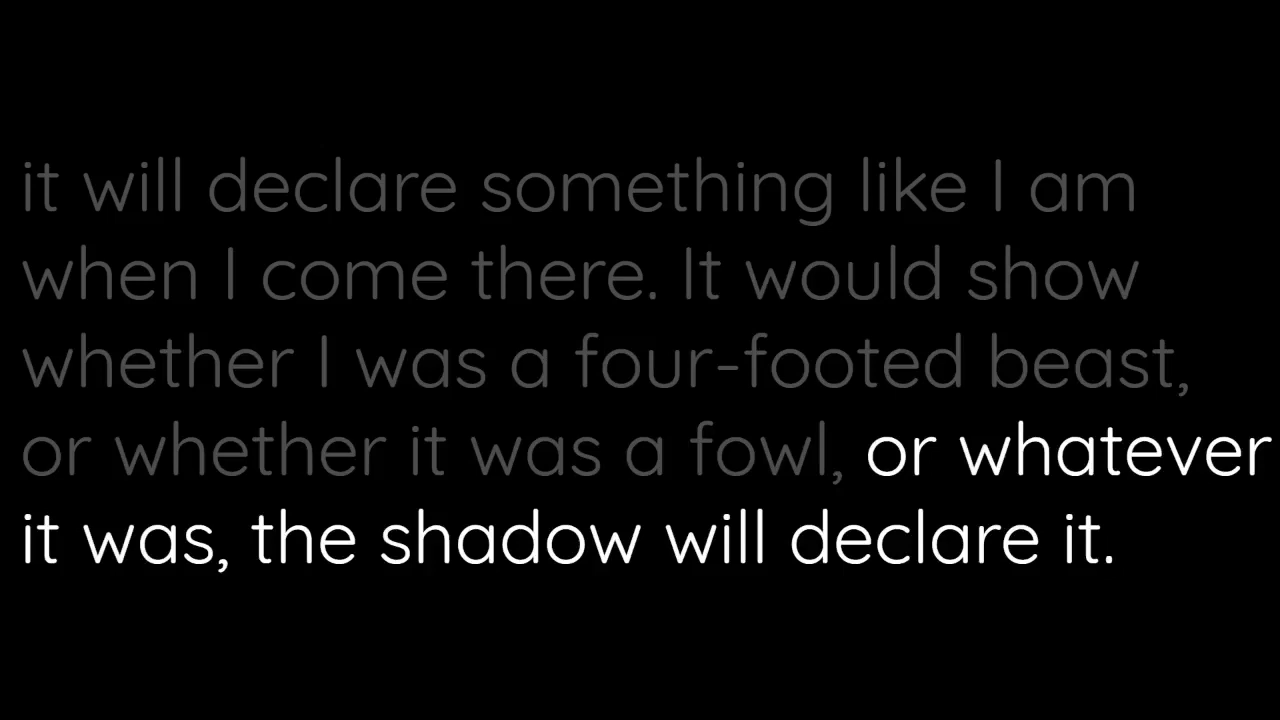 it will declare something like I am
when I come there. It would show
whether I was a four-footed beast,
or whether it was a fowl, or whatever
it was, the shadow will declare it.